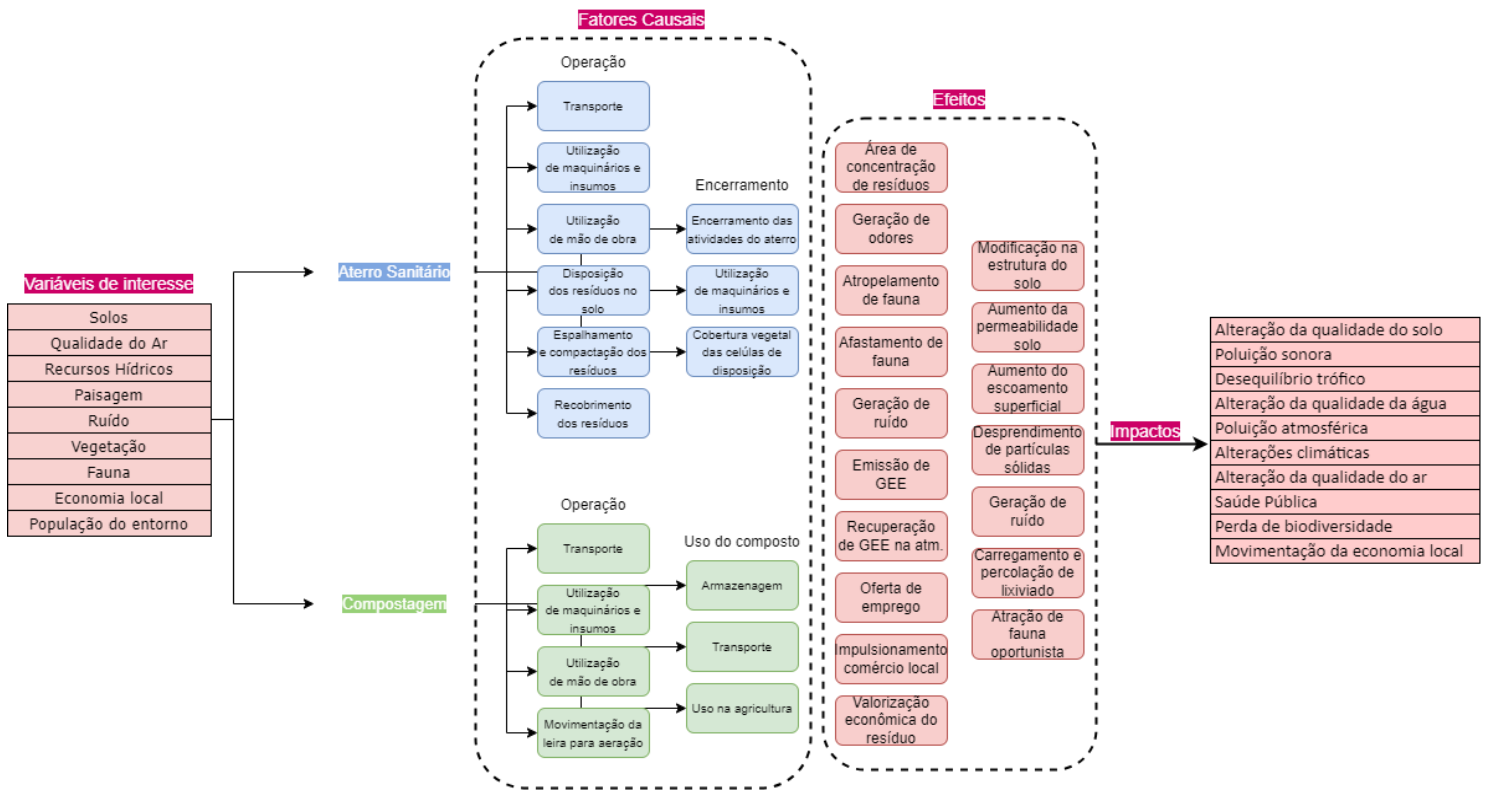 Fatores Causais
Operação
Transporte
Utilização
de maquinários e
insumos
Utilização
de mão de obra
Disposição
dos resíduos no
solo
Espalhamento
e compactação dos
resíduos
Recobrimento
dos resíduos
Encerramento
Encerramento das
atividades do aterro
Utilização
de maquinários e
insumos
Cobertura vegetal
das celúlas de
disposição
Variáveis de interesse
Solos
Qualidade do Ar
Recursos Hídricos
Paisagem
Ruído
Vegetação
Fauna
Economia local
População do entorno
Aterro Sanitário
Compostagem
Operação
Transporte
Utilização
de maquinários e
insumos
Utilização
de mão de obra
Movimentação da
leira para aeração
Uso do composto
Armazenagem
Transporte
Uso na agricultura
Efeitos
Área de
concentração
de resíduos
Geração de
odores
Atropelamento
de fauna
Afastamento de
fauna
Geração de
ruído
Emissão de
GEE
Recuperação
de GEE na atm.
Oferta de
emprego
Impulsionamento
comércio local
Valorização
econômica do
resíduo
Modificação na
estrutura do
solo
Aumento da
permeabilidade
solo
Aumento do
escoamento
superficial
Desprendimento
de partículas
sólidas
Geração de
ruído
Carregamento e
percolação de
lixiviado
Atração de
fauna
oportunista
Impactos
Alteração da qualidade do solo
Poluição sonora
Desequilíbrio trófico
Alteração da qualidade da água
Poluição atmosférica
Alterações climáticas
Alteração da qualidade do ar
Saúde Pública
Perda de biodiversidade
Movimentação da economia local